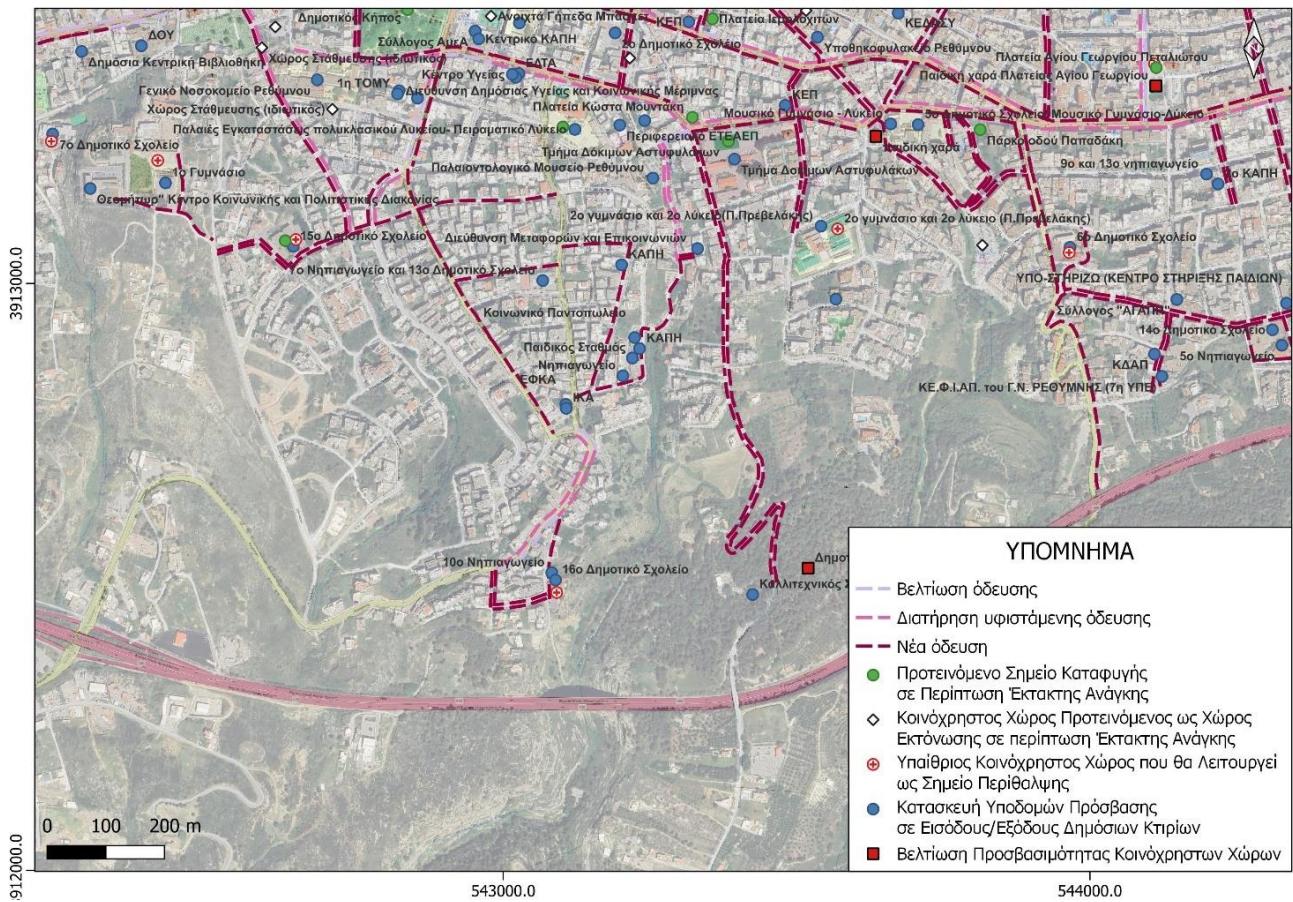 Δημοτικός Κήπος
Ανοιχτά Γήπεδα Μπάσκετ
ΚΕΠ
Πλατεία Ιερολοχιτών
ΚΕΔΑΣΥ
ΔΟΥ
Σύλλογος ΑμεΑ
Κεντρικό ΚΑΠΗ
2ο Δημοτικό Σχολείο
Υποθηκοφυλακείο Ρεθύμνου
Δημόσια Κεντρική Βιβλιοθήκη
Χώρος Στάθμευσης (ιδιωτικός)
ΕΛΤΑ
Πλατεία Αγίου Γεωργίου Πεταλιώτου
1η ΤΟΜΥ
Κέντρο Υγείας
Παιδική χαρά Πλατείας Αγίου Γεωργίου
Γενικό Νοσοκομείο Ρεθύμνου
Διεύθυνση Δημόσιας Υγείας και Κοινωνικής Μέριμνας
ΚΕΠ
Χώρος Στάθμευσης (ιδιωτικός)
Πλατεία Κώστα Μουντάκη
Μουσικό Γυμνάσιο - Λύκειο
5ο Δημοτικό Σχολείο
Μουσικό Γυμνάσιο-Λύκειο
Παλαιές Εγκαταστάσεις πολυκλασικού Λυκείου- Πειραματικό Λύκειο
Περιφερειακό ΕΤΕΑΕΠ
Πάρκο οδού Παπαδάκη
7ο Δημοτικό Σχολείο
Τμήμα Δόκιμων Αστυφυλάκων
Παιδική χαρά
1ο Γυμνάσιο
Παλαιοντολογικό Μουσείο Ρεθύμνου
Τμήμα Δοκίμων Αστυφυλάκων
9ο και 13ο νηπιαγωγείο
ΚΑΠΗ
Θεομήτωρ" Κέντρο Κοινωνικής και Πολιτιστικής Διακονίας
2ο γυμνάσιο και 2ο λύκειο (Π.Πρεβελάκης)
2ο γυμνάσιο και 2ο λύκειο (Π.Πρεβελάκης)
15ο Δημοτικό Σχολείο
Διεύθυνση Μεταφορών και Επικοινωνιών
6ο Δημοτικό Σχολείο
7ο Νηπιαγωγείο και 13ο Δημοτικό Σχολείο
ΚΑΠΗ
ΥΠΟ-ΣΤΗΡΙΖΩ (ΚΕΝΤΡΟ ΣΤΗΡΙΞΗΣ ΠΑΙΔΙΩΝ)
Κοινωνικό Παντοπωλείο
Σύλλογος "ΑΓΑΠΗ"
14ο Δημοτικό Σχολείο
Παιδικός Σταθμός
ΚΑΠΗ
5ο Νηπιαγωγείο
Νηπιαγωγείο
ΚΔΑΠ
ΕΦΚΑ
ΚΕ.Φ.Ι.ΑΠ. του Γ.Ν. ΡΕΘΥΜΝΗΣ (7η ΥΠΕ)
ΙΚΑ
10ο Νηπιαγωγείο
16ο Δημοτικό Σχολείο
Δημοτ
Καλλιτεχνικός Σ
ΥΠΟΜΝΗΜΑ
Βελτίωση όδευσης
Διατήρηση υφιστάμενης όδευσης
Νέα όδευση
Προτεινόμενο Σημείο Καταφυγής
σε Περίπτωση Έκτακτης Ανάγκης
Κοινόχρηστος Χώρος Προτεινόμενος ως Χώρος
Εκτόνωσης σε περίπτωση Έκτακτης Ανάγκης
Υπαίθριος Κοινόχρηστος Χώρος που θα Λειτουργεί
ως Σημείο Περίθαλψης
Κατασκευή Υποδομών Πρόσβασης
σε Εισόδους/Εξόδους Δημόσιων Κτιρίων
Βελτίωση Προσβασιμότητας Κοινόχρηστων Χώρων
0 100 200 m
3913000.0
3912000.0
543000.0
544000.0